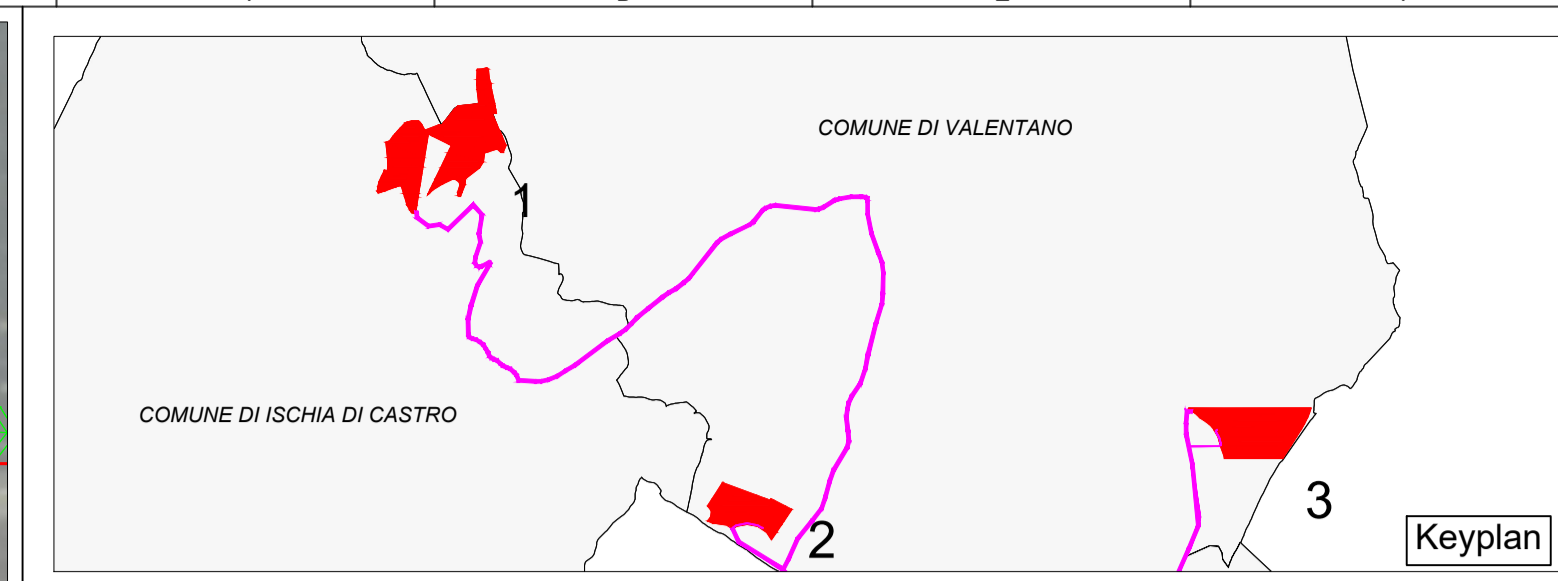 COMUNE DI VALENTANO
1
COMUNE DI ISCHIA DI CASTRO
3
2
Keyplan